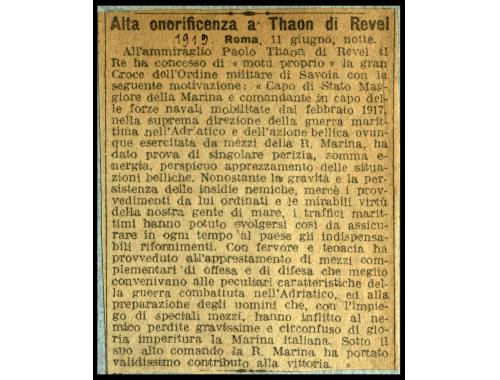 Alta onorificenza a Thaon di Revel
1919. Roma, 11 giugno, notte.
All'ammiraglio Paolo Thaon di Revel il
Re ha concesso di « motu proprio » la gran
Croce dell'Ordine militare di Savoia con la
seguente motivazione: « Capo di Stato Mag-
giore della Marina e comandante in capo del-
le forze navali mobilitate dal febbraio 1917,
nella suprema direzione della guerra marit-
tima nell'Adriatico e dell'azione bellica ovun-
que esercitata da mezzi della R. Marina, ha
dato prova di singolare perizia, somma e-
nergia, perspicuo apprezzamento delle situa-
zioni belliche. Nonostante la gravità e la per-
sistenza delle insidie nemiche, mercè i prov-
vedimenti da lui ordinati e le mirabili virtù
della nostra gente di mare, i traffici marit-
timi hanno potuto svolgersi così da assicu-
rare in ogni tempo al paese gli indispensa-
bili rifornimenti. Con fervore e tenacia ha
provveduto all'apprestamento di mezzi com-
plementari di offesa e di difesa che meglio
convenivano alle peculiari caratteristiche del-
la guerra combattuta nell'Adriatico, ed alla
preparazione degli uomini che, con l'impie-
go di speciali mezzi, hanno inflitto al ne-
mico perdite gravissime e circonfuso di glo-
ria imperitura la Marina italiana. Sotto il
suo alto comando la R. Marina ha portato
validissimo contributo alla vittoria. »